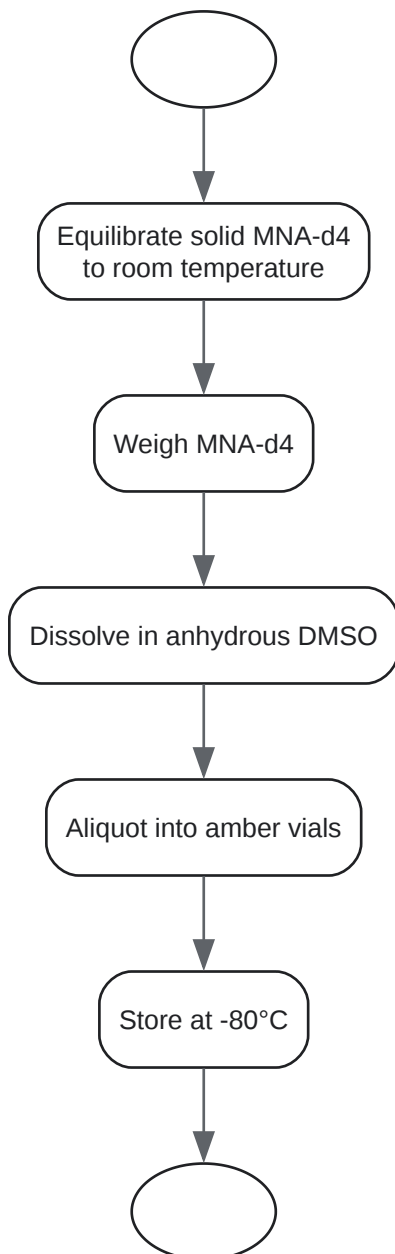 Equilibrate solid MNA-d4
to room temperature
Weigh MNA-d4
Dissolve in anhydrous DMSO
Aliquot into amber vials
Store at -80°C